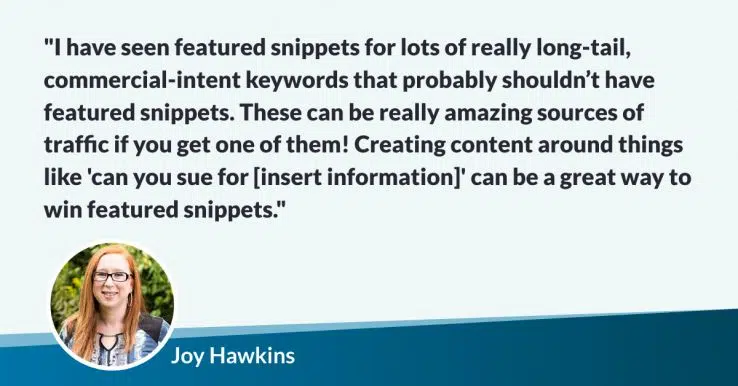 "I have seen featured snippets for lots of really long-tail,
commercial-intent keywords that probably shouldn’t have
featured snippets. These can be really amazing sources of
traffic if you get one of them! Creating content around things
like 'can you sue for [insert information]' can be a great way to
win featured snippets."
Joy Hawkins